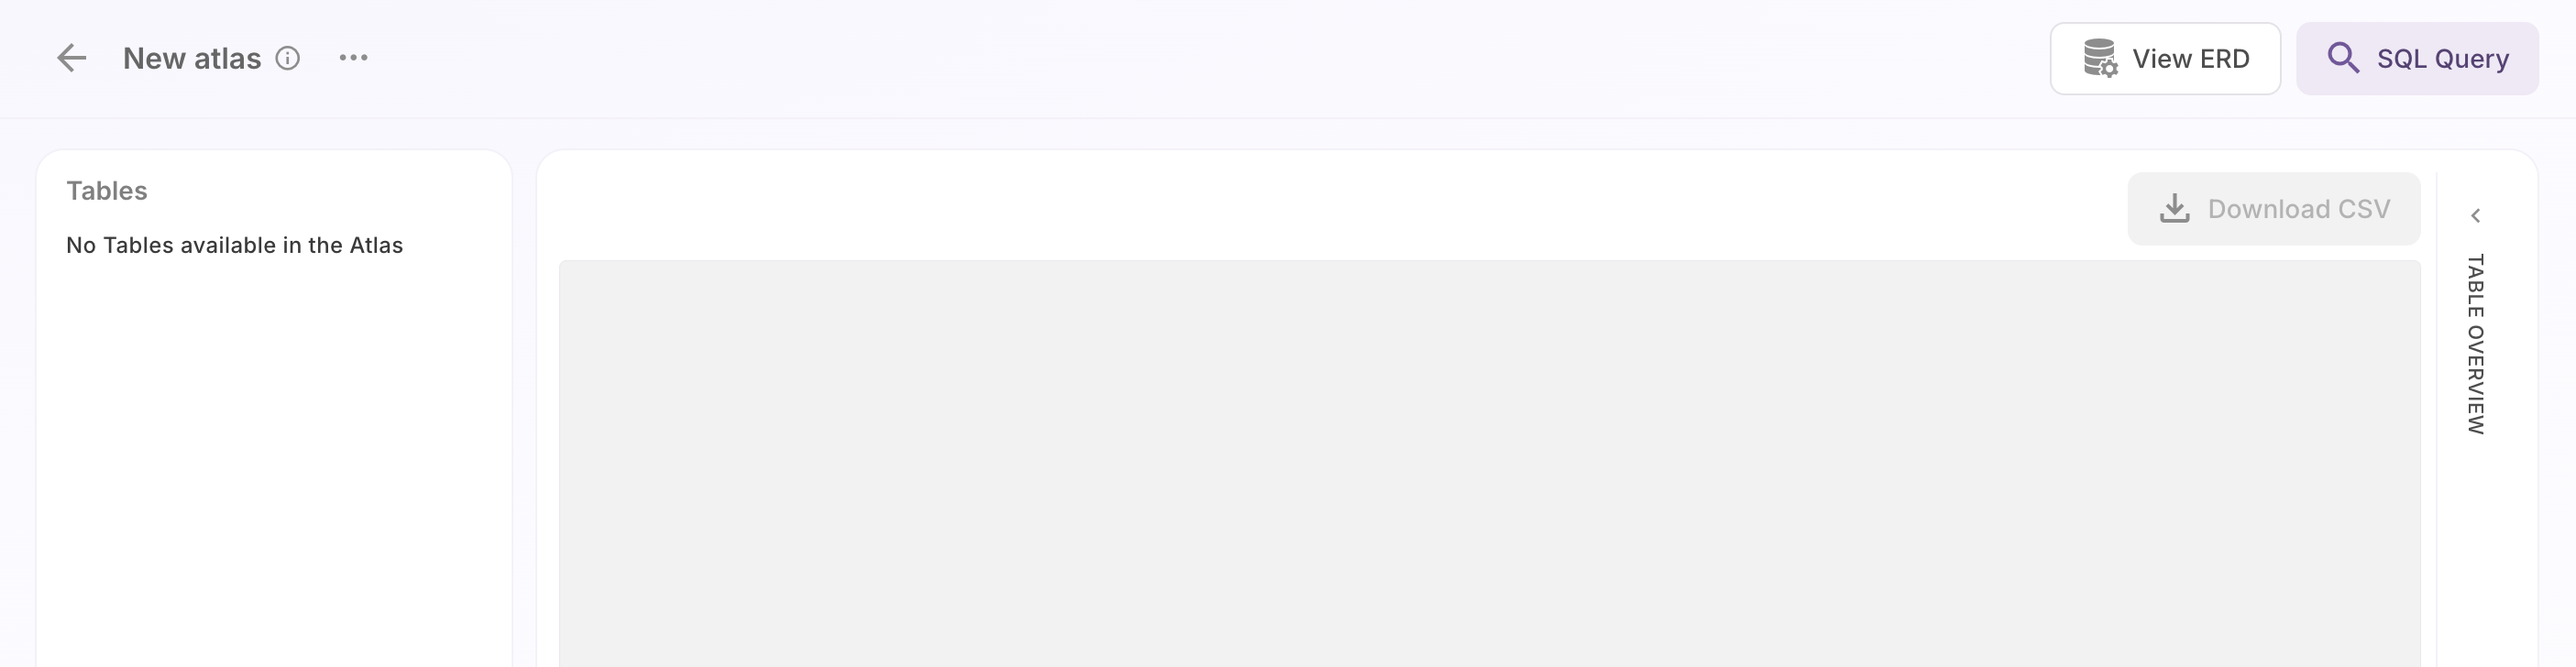 New atlas
View ERD
SQL Query
Tables
No Tables available in the Atlas
Download CSV
TABLE OVERVIEW